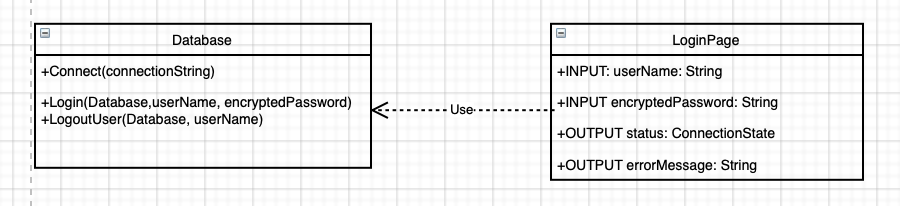 Database
+Connect(connectionString)
+Login(Database,userName, encryptedPassword)
+LogoutUser(Database, userName)
Use
LoginPage
+INPUT: userName: String
+INPUT encryptedPassword: String
+OUTPUT status: ConnectionState
+OUTPUT errorMessage: String